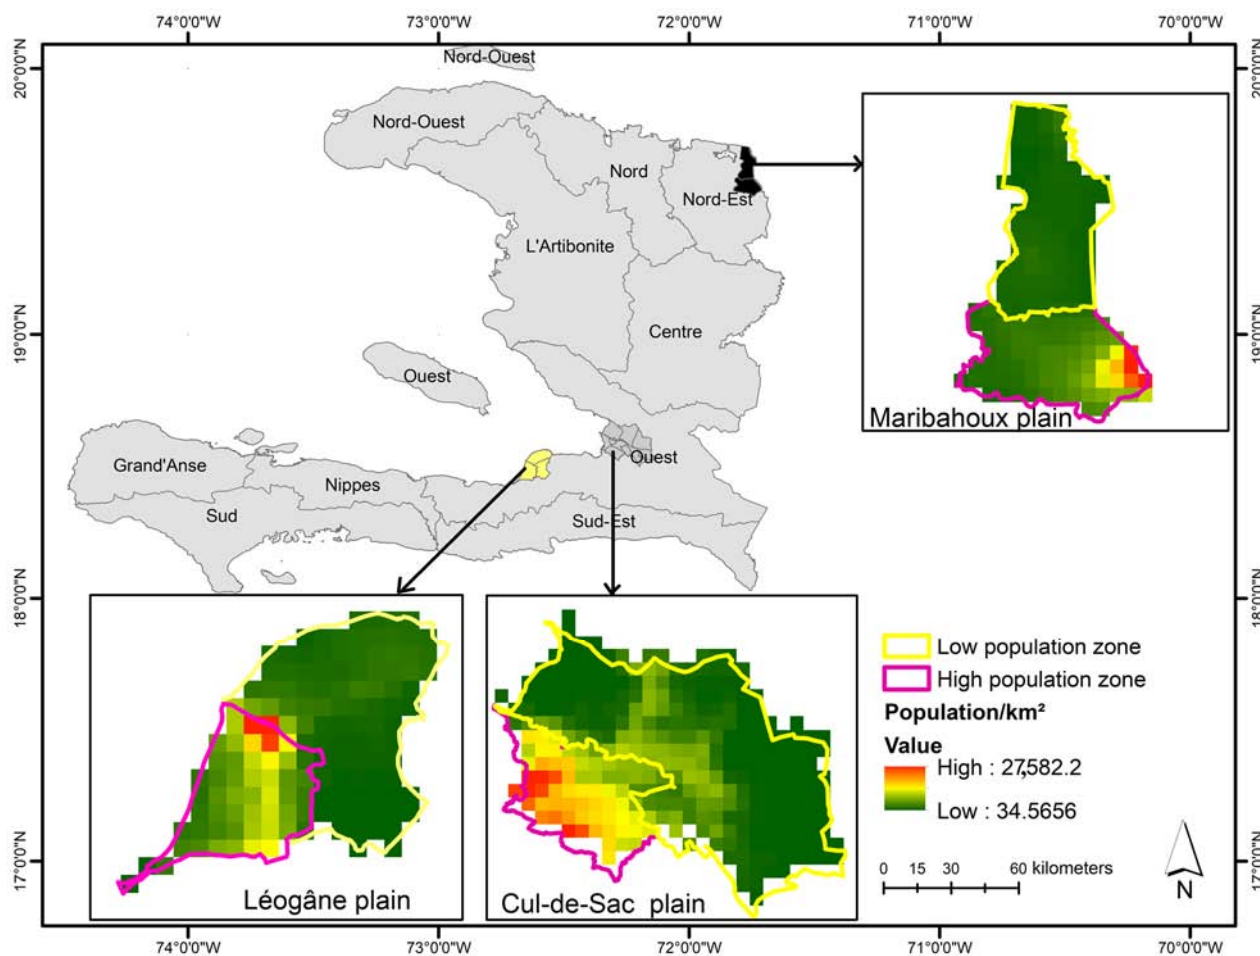 74°0'0"W
73°0'0"W
72°0'0"W
71°0'0"W
70°0'0"W
20°0'0"N
20°0'0"N
Nord-Ouest
Nord-Ouest
Nord
Nord-Est
L'Artibonite
Centre
19°0'0"N
19°0'0"N
Ouest
Maribahoux plain
Grand'Anse
Nippes
Ouest
Sud
Sud-Est
18°0'0"N
18°0'0"N
Low population zone
High population zone
Population/km²
Value
High : 27,582.2
Low : 34.5656
0 15 30 60 kilometers
N
17°0'0"N
17°0'0"N
Léogâne plain
Cul-de-Sac plain
74°0'0"W
73°0'0"W
72°0'0"W
71°0'0"W
70°0'0"W